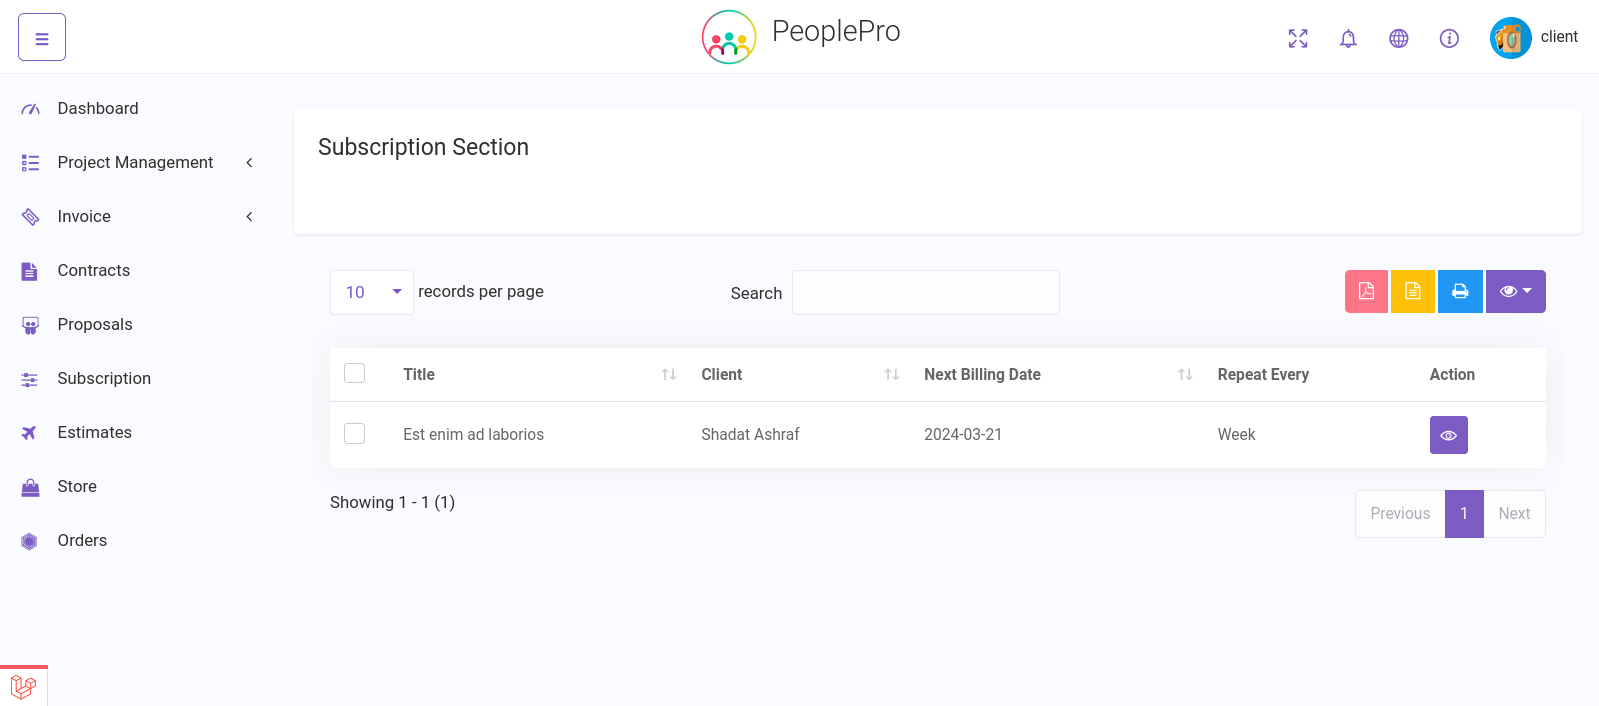 PeoplePro
client
Dashboard
Project Management
Invoice
Contracts
Proposals
Subscription
Estimates
Store
Orders
Subscription Section
10 records per page
Search
Title Client Next Billing Date Repeat Every Action
Est enim ad laborios Shadat Ashraf 2024-03-21 Week
Showing 1 - 1 (1)
Previous 1 Next